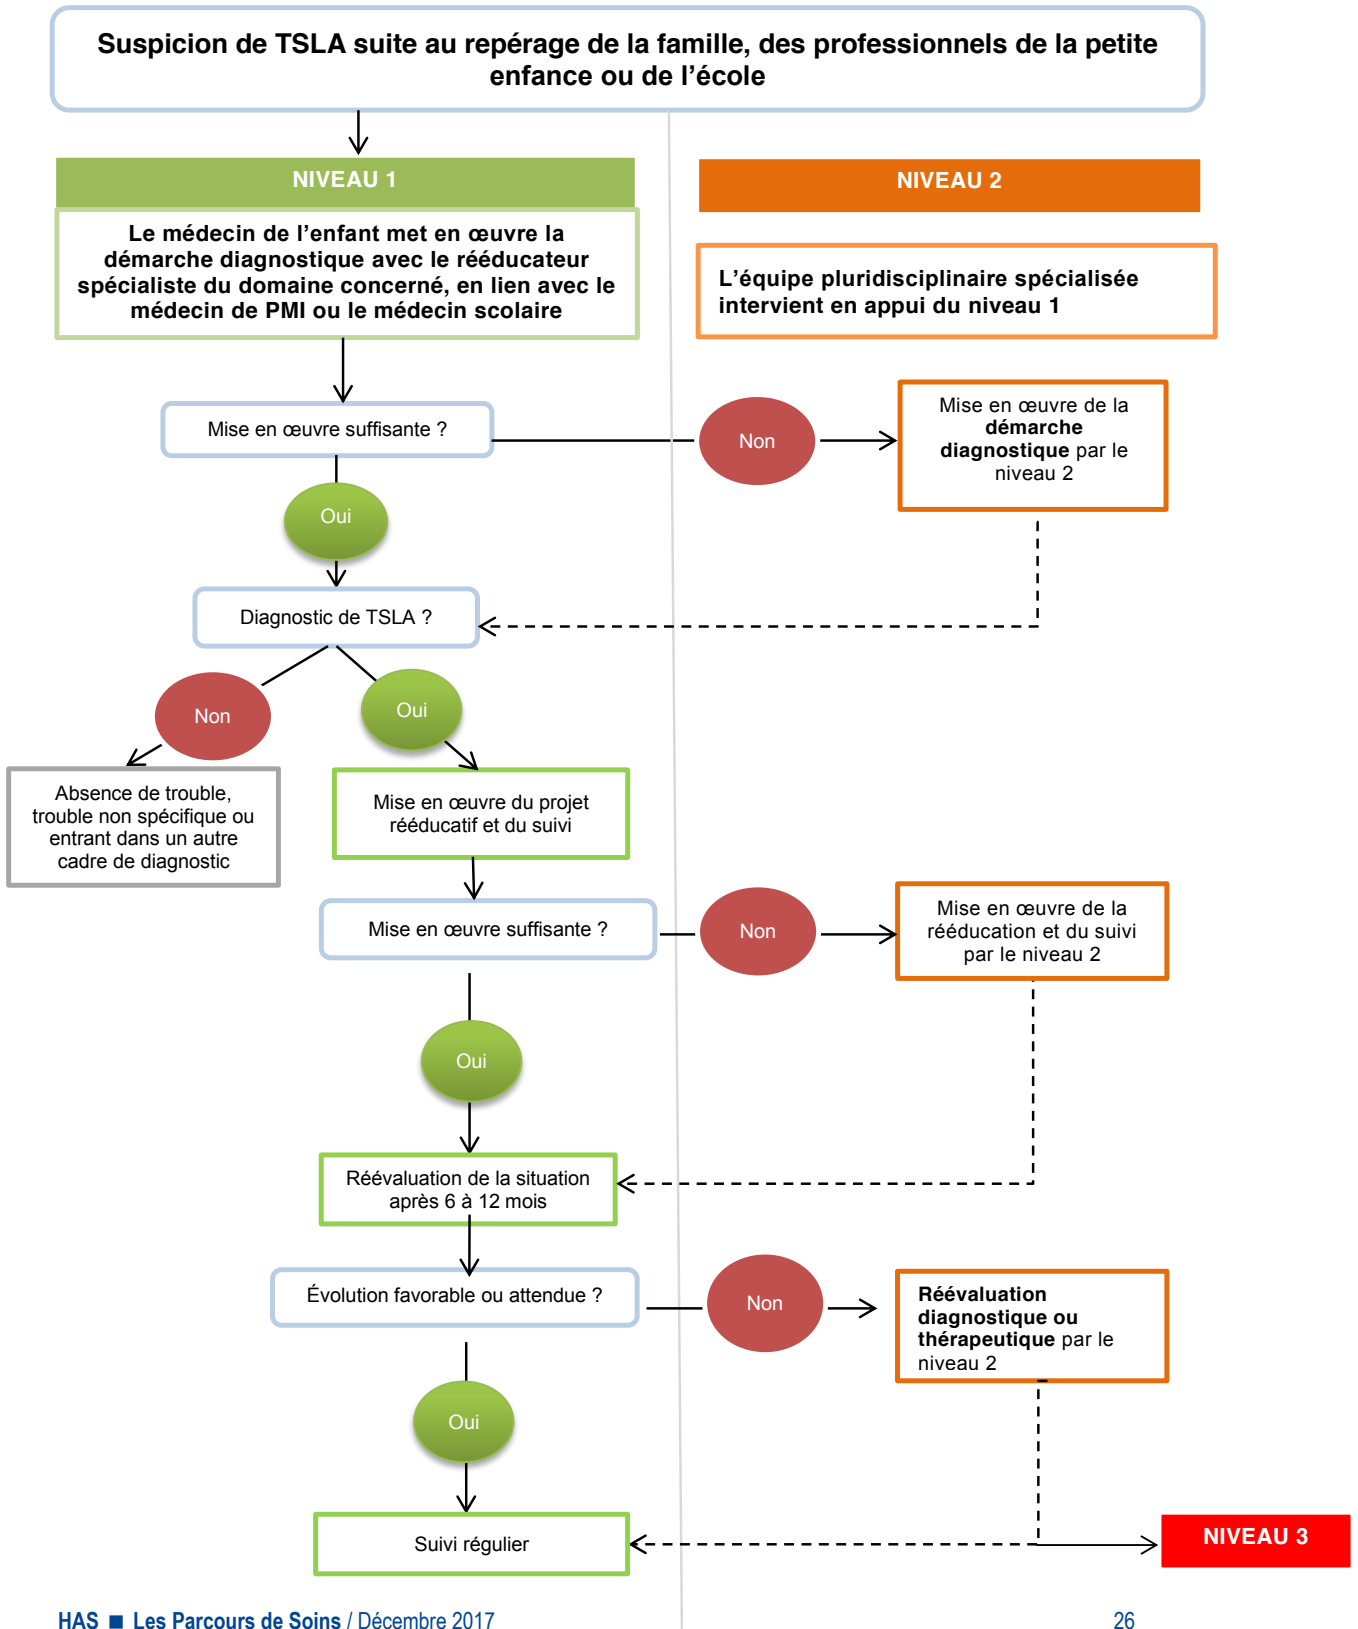 Suspicion de TSLA suite au repérage de la famille, des professionnels de la petite
enfance ou de l'école
NIVEAU 1
NIVEAU 2
Le médecin de l'enfant met en œuvre la
démarche diagnostique avec le rééducateur
spécialiste du domaine concerné, en lien avec le
médecin de PMI ou le médecin scolaire
L'équipe pluridisciplinaire spécialisée
intervient en appui du niveau 1
Mise en œuvre suffisante ?
Non
Mise en œuvre de la
démarche
diagnostique par le
niveau 2
Oui
Diagnostic de TSLA ?
Non
Oui
Absence de trouble,
trouble non spécifique ou
entrant dans un autre
cadre de diagnostic
Mise en œuvre du projet
rééducatif et du suivi
Mise en œuvre suffisante ?
Non
Mise en œuvre de la
rééducation et du suivi
par le niveau 2
Oui
Réévaluation de la situation
après 6 à 12 mois
Évolution favorable ou attendue ?
Non
Réévaluation
diagnostique ou
thérapeutique par le
niveau 2
Oui
Suivi régulier
NIVEAU 3
HAS ■ Les Parcours de Soins / Décembre 2017
26